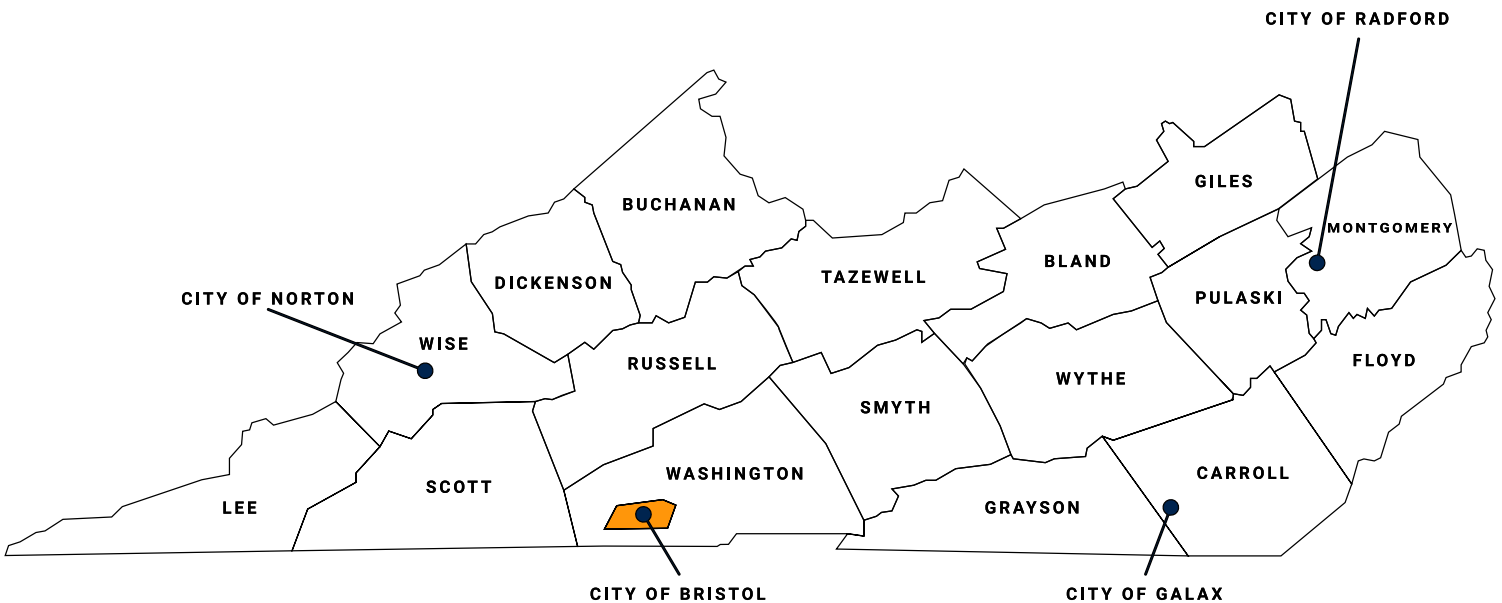 CITY OF RADFORD
GILES
BUCHANAN
MONTGOMERY
BLAND
TAZEWELL
DICKENSON
CITY OF NORTON
PULASKI
WISE
FLOYD
RUSSELL
WYTHE
SMYTH
WASHINGTON
CARROLL
SCOTT
LEE
GRAYSON
CITY OF BRISTOL
CITY OF GALAX